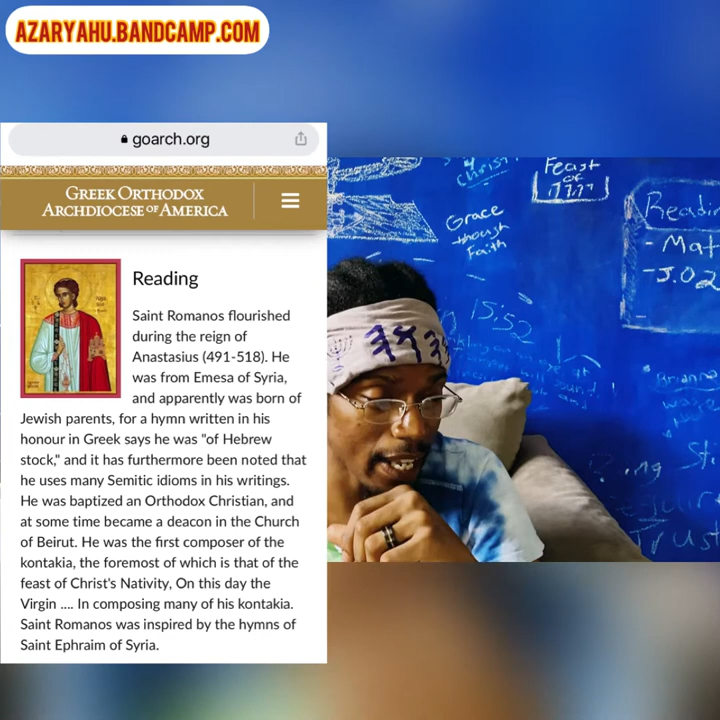 AZARYAHU.BANDCAMP.COM
goarch.org
GREEK ORTHODOX
ARCHDIOCESE OF AMERICA
Reading
Saint Romanos flourished
during the reign of
Anastasius (491-518). He
was from Emesa of Syria,
and apparently was born of
Jewish parents, for a hymn written in his
honour in Greek says he was "of Hebrew
stock," and it has furthermore been noted that
he uses many Semitic idioms in his writings.
He was baptized an Orthodox Christian, and
at some time became a deacon in the Church
of Beirut. He was the first composer of the
kontakia, the foremost of which is that of the
feast of Christ's Nativity, On this day the
Virgin .... In composing many of his kontakia.
Saint Romanos was inspired by the hymns of
Saint Ephraim of Syria.
christ
Feast
of
Grace
though
Faith
15:52
Readin
- Mat
𐤉𐤄𐤅𐤄
Trust